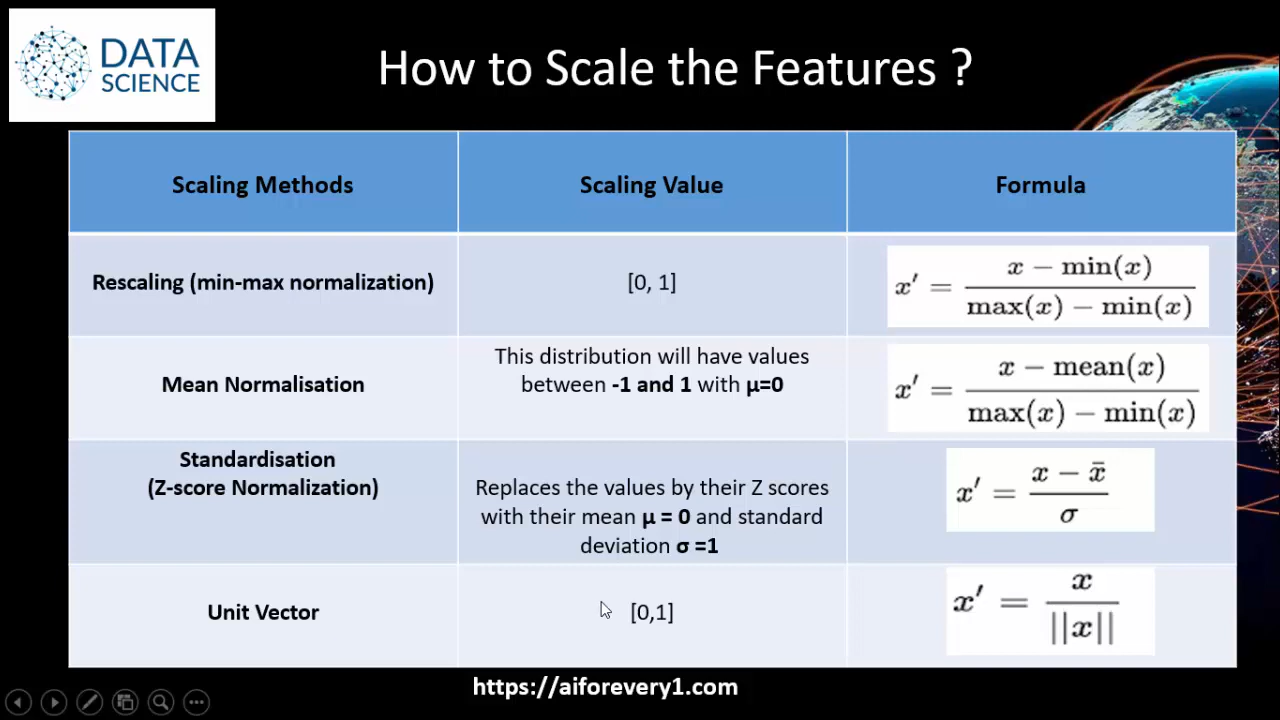 DATA
SCIENCE
How to Scale the Features ?
Scaling Methods
Scaling Value
Formula
Rescaling (min-max normalization)
[0, 1]
x′ = (x − min(x)) / (max(x) − min(x))
Mean Normalisation
This distribution will have values
between -1 and 1 with μ=0
x′ = (x − mean(x)) / (max(x) − min(x))
Standardisation
(Z-score Normalization)
Replaces the values by their Z scores
with their mean μ = 0 and standard
deviation σ =1
x′ = (x − x̄) / σ
Unit Vector
[0,1]
x′ = x / ||x||
https://aiforevery1.com